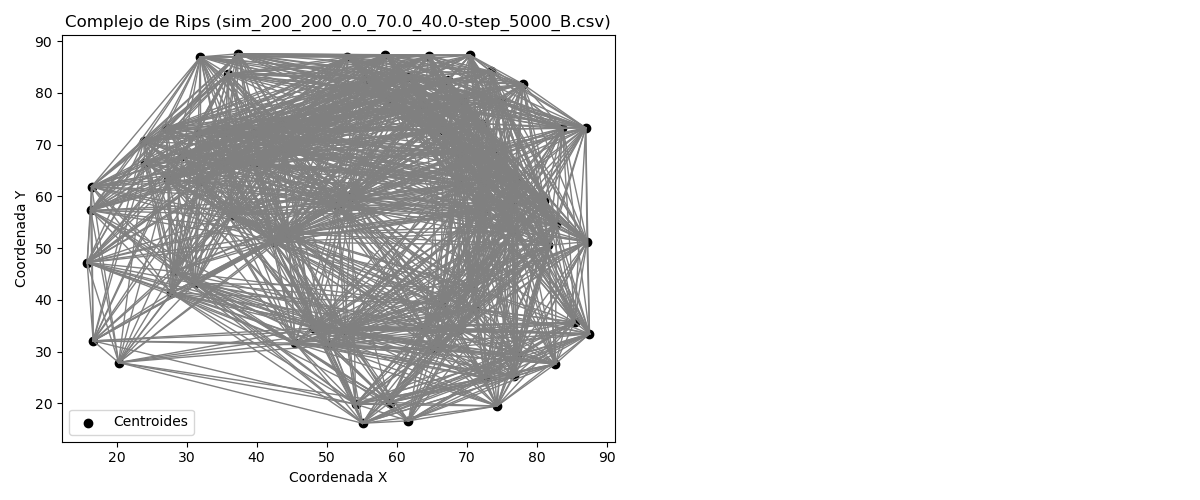 Complejo de Rips (sim_200_200_0.0_70.0_40.0-step_5000_B.csv)
90
80
70
60
50
40
30
20
Coordenada Y
Centroides
20 30 40 50 60 70 80 90
Coordenada X